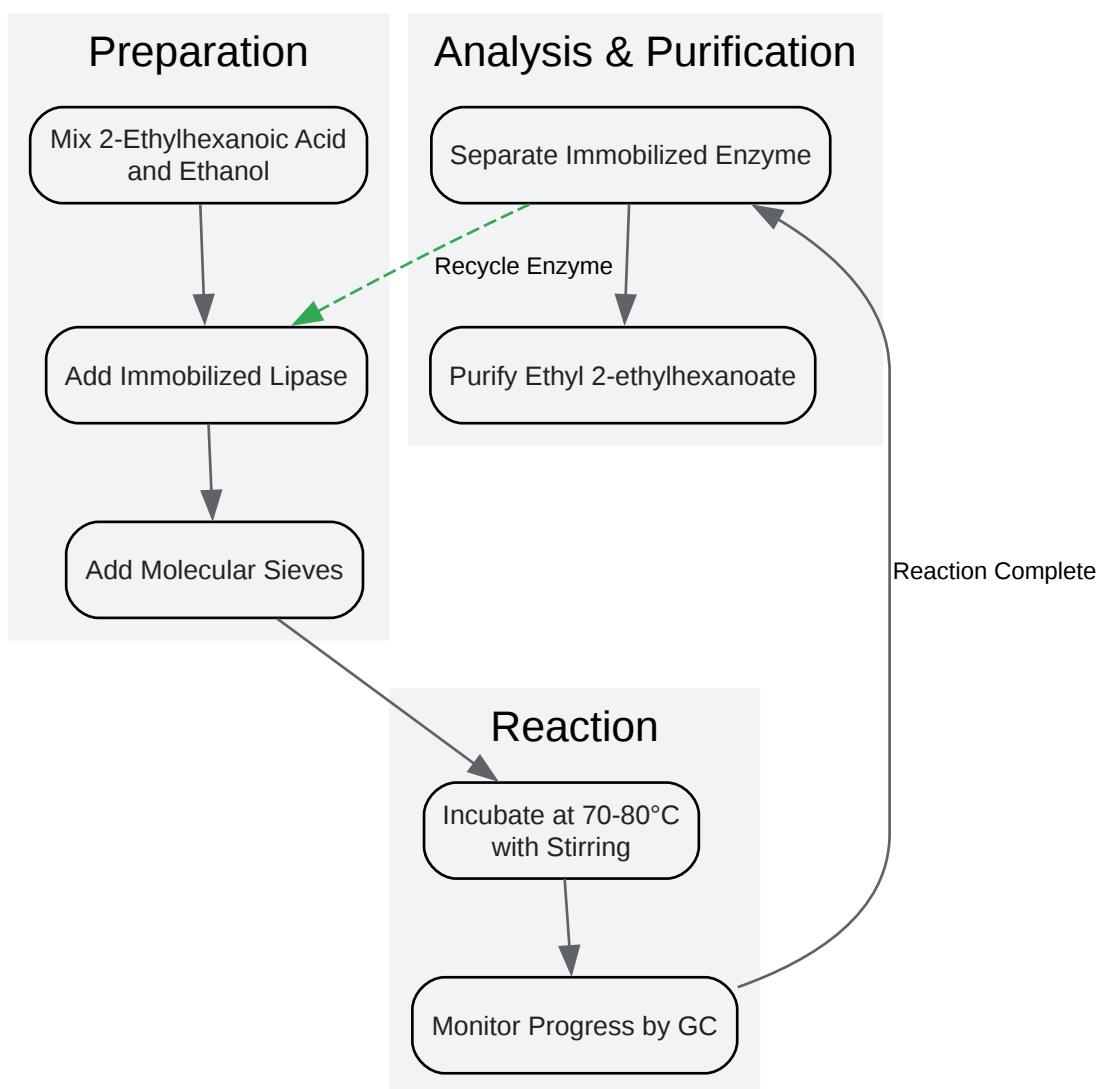 Preparation
Mix 2-Ethylhexanoic Acid
and Ethanol
Add Immobilized Lipase
Add Molecular Sieves
Analysis & Purification
Separate Immobilized Enzyme
Recycle Enzyme
Purify Ethyl 2-ethylhexanoate
Reaction Complete
Reaction
Incubate at 70-80°C
with Stirring
Monitor Progress by GC